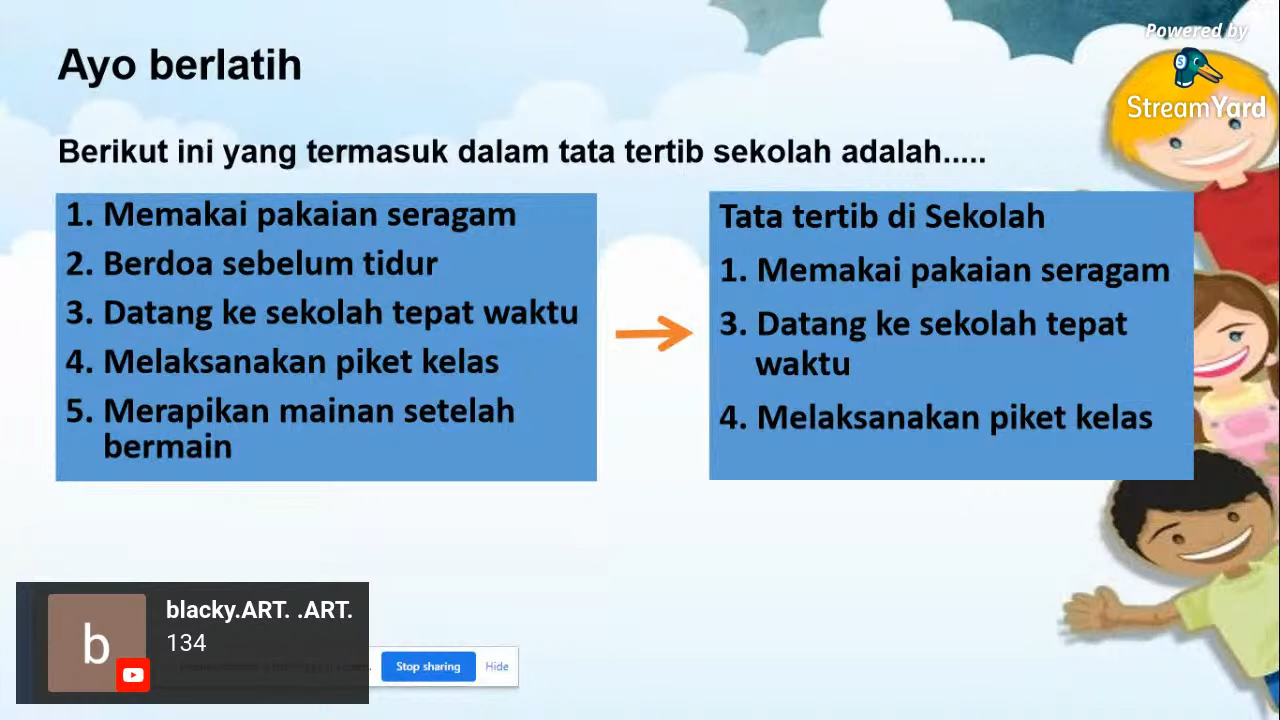 Powered by
StreamYard
Ayo berlatih
Berikut ini yang termasuk dalam tata tertib sekolah adalah.....
1. Memakai pakaian seragam
2. Berdoa sebelum tidur
3. Datang ke sekolah tepat waktu
4. Melaksanakan piket kelas
5. Merapikan mainan setelah
bermain
Tata tertib di Sekolah
1. Memakai pakaian seragam
3. Datang ke sekolah tepat
waktu
4. Melaksanakan piket kelas
b
blacky.ART. .ART.
134
Stop sharing
Hide